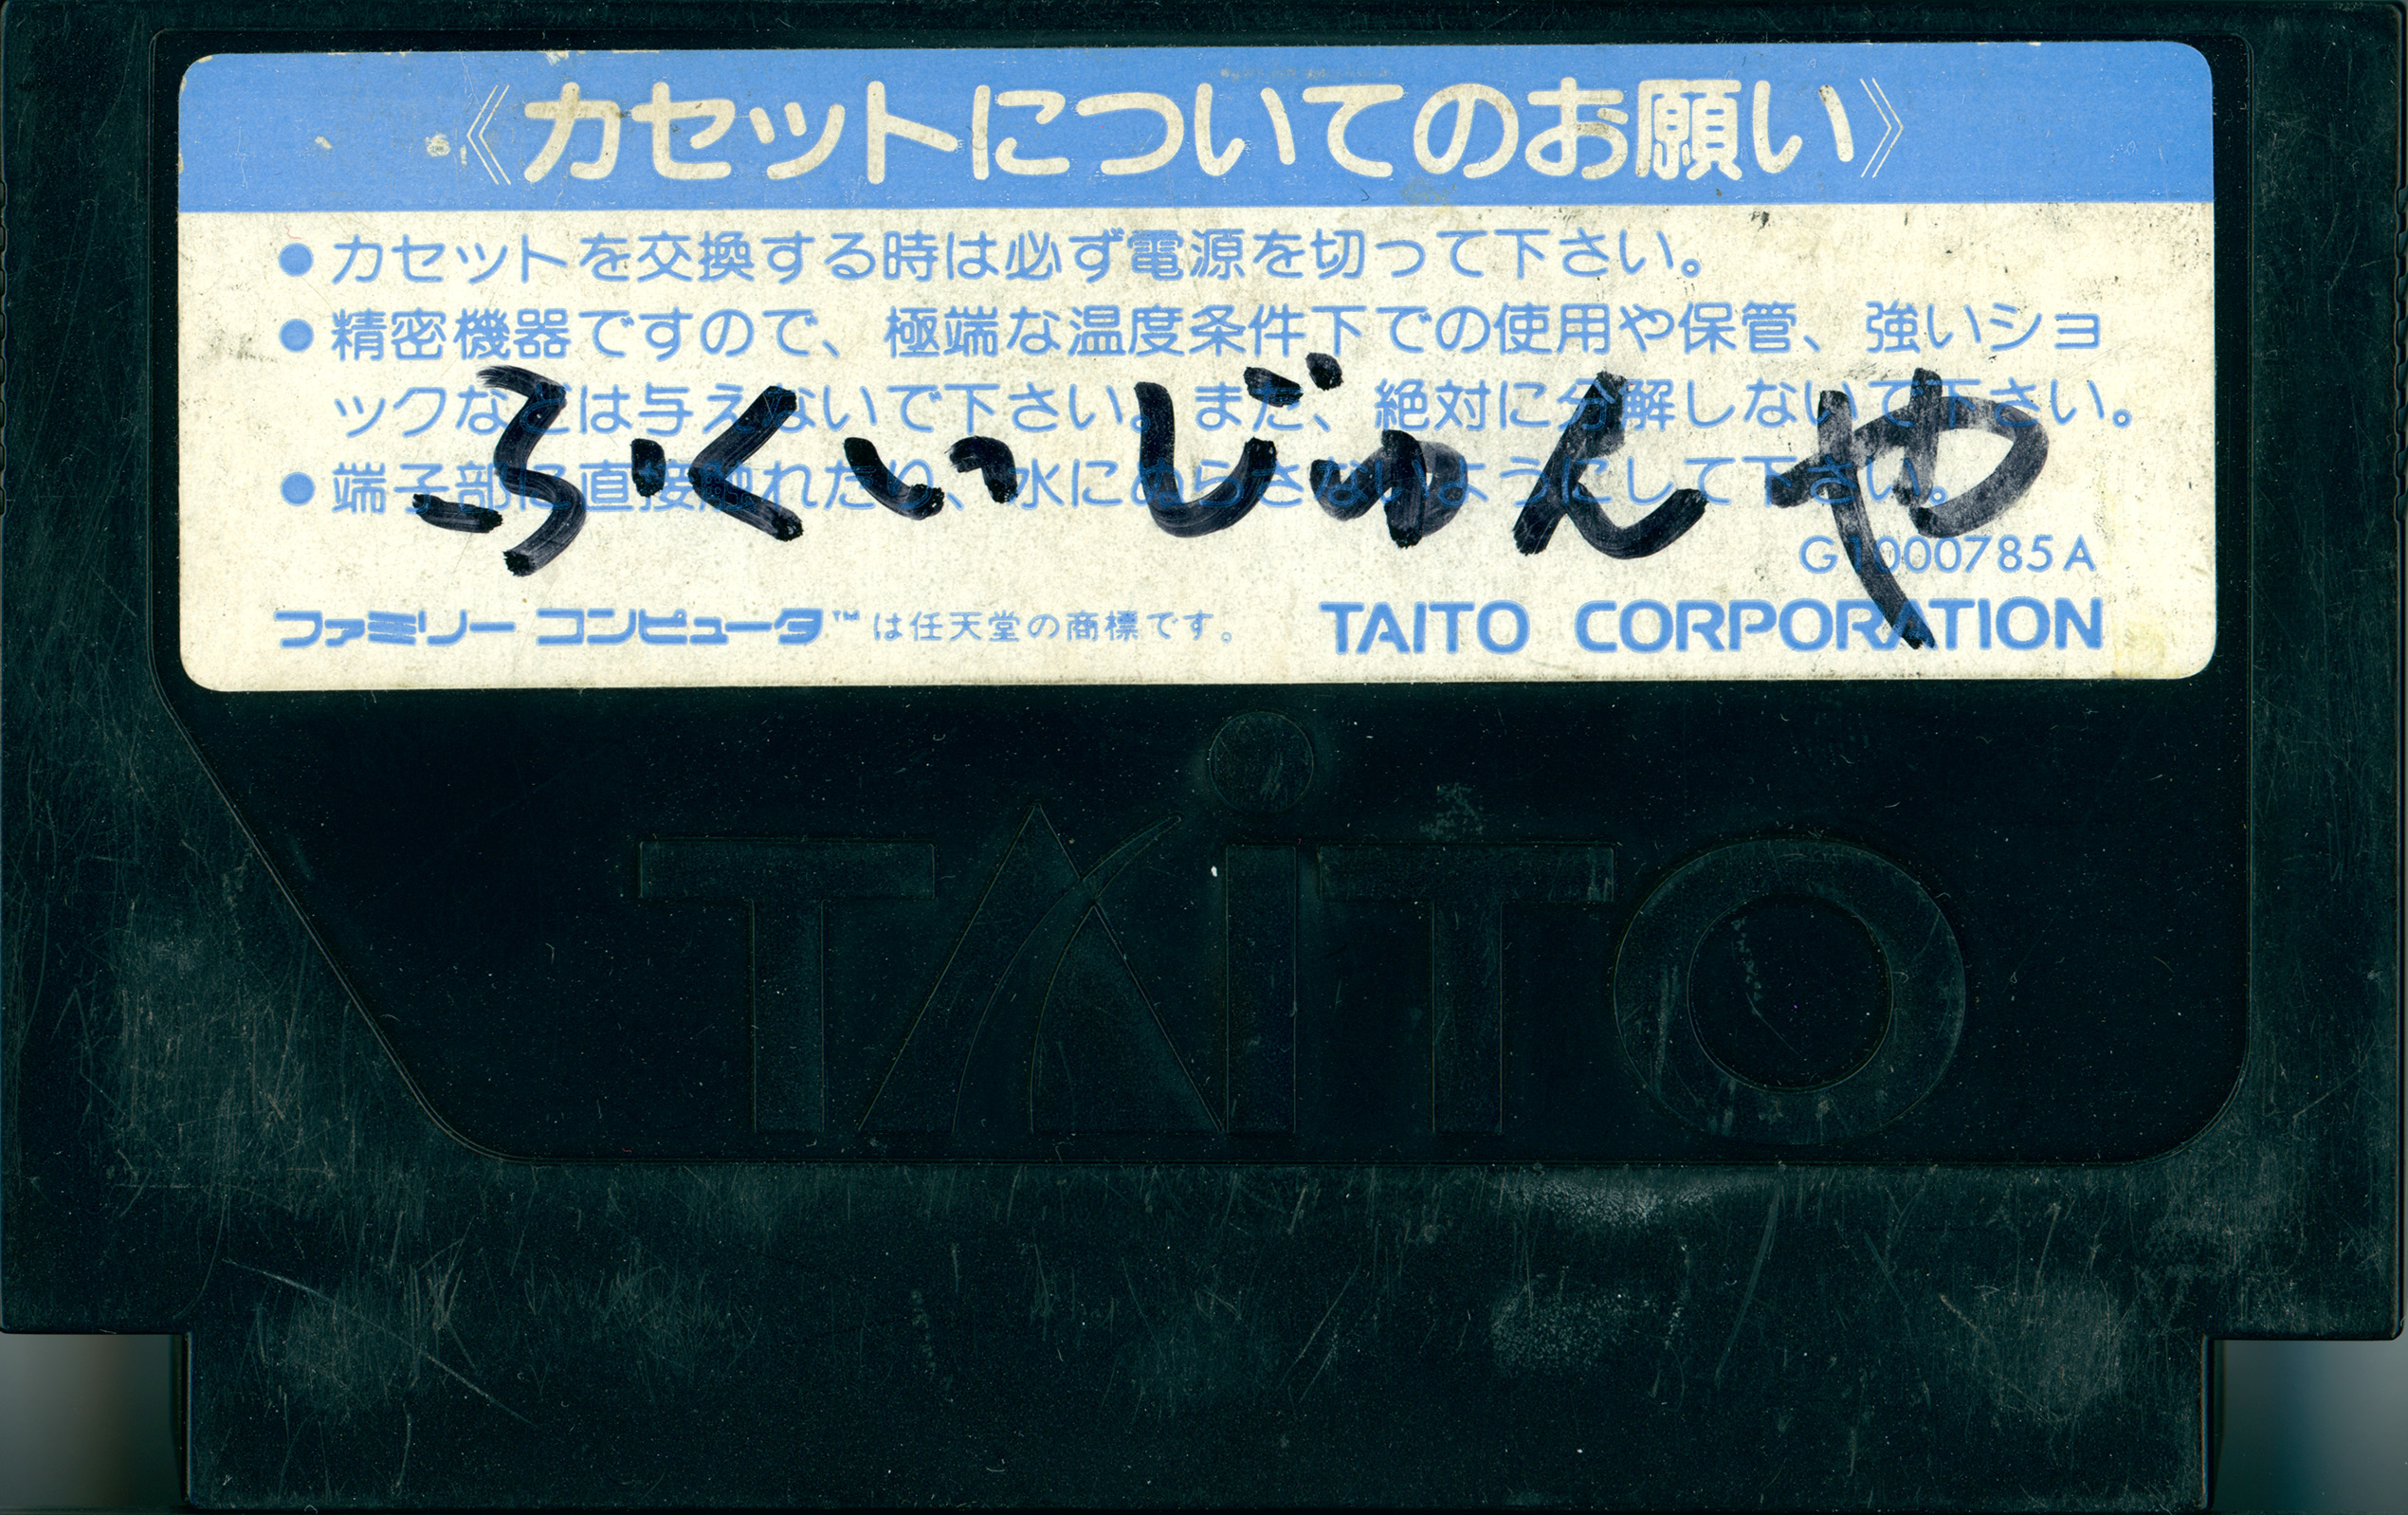 《カセットについてのお願い》
●カセットを交換する時は必ず電源を切って下さい。
●精密機器ですので、極端な温度条件下での使用や保管、強いショ
ックなどは与えないで下さい。また、絶対に分解しないで下さい。
ふくい じゅんや
●端子部に直接触れたり、水にぬらさないようにして下さい。
G1000785A
ファミリー コンピュータ™は任天堂の商標です。 TAITO CORPORATION
TAiTO